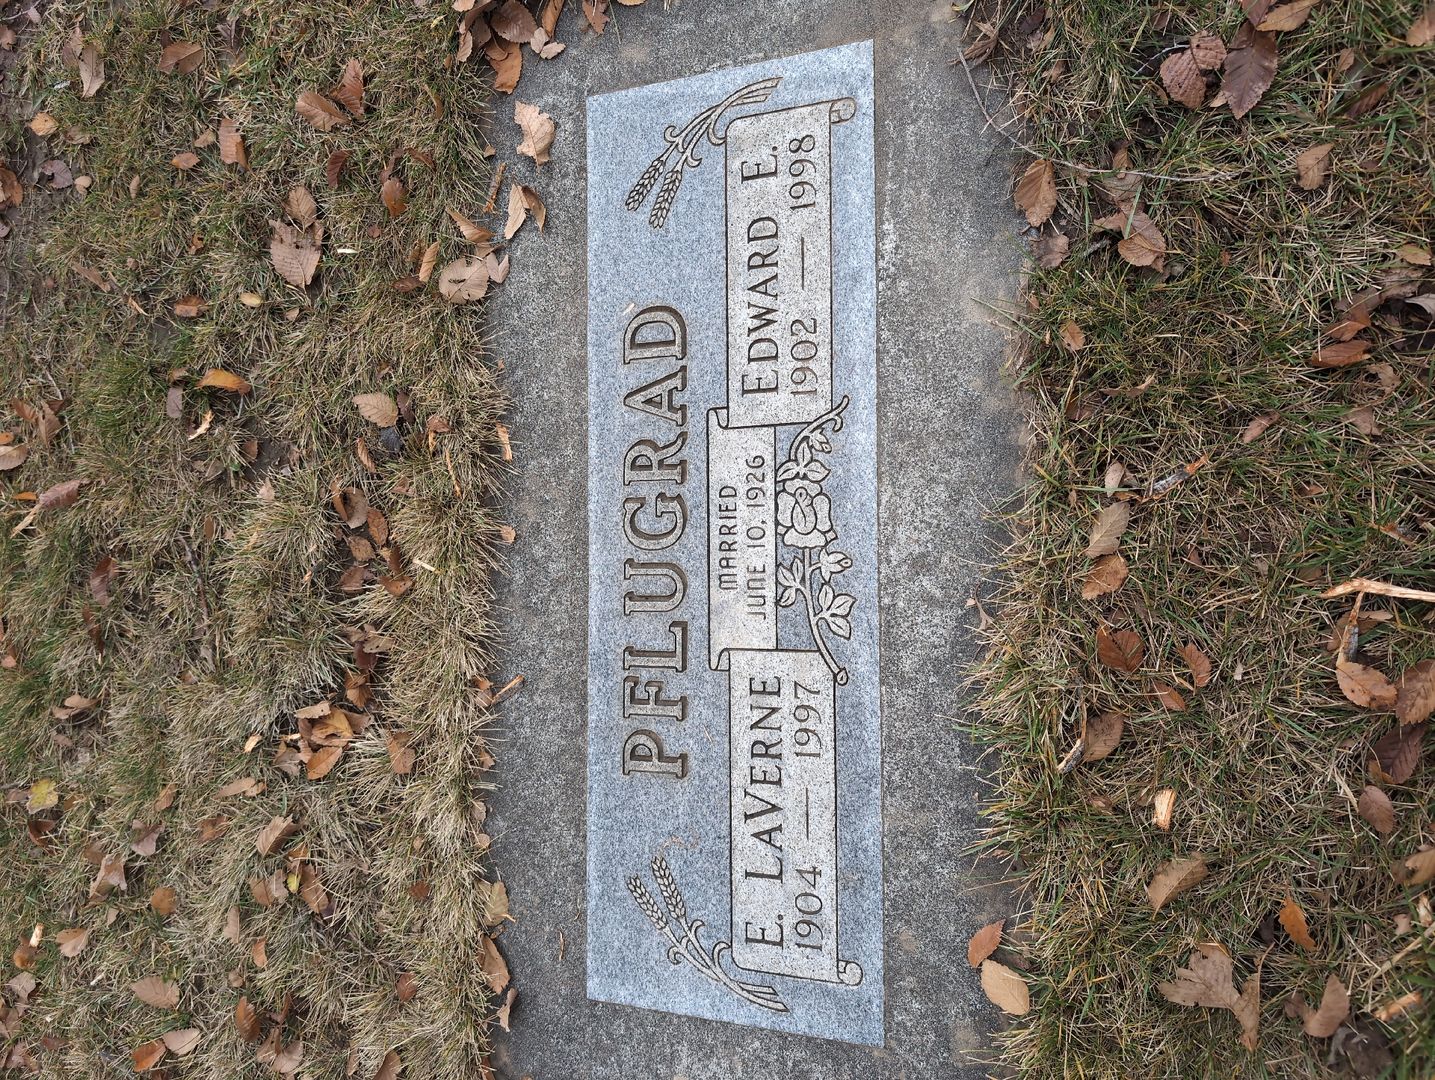 PFLUGRAD
MARRIED
JUNE 10, 1926
E. LAVERNE
1904 — 1997
EDWARD E.
1902 — 1998